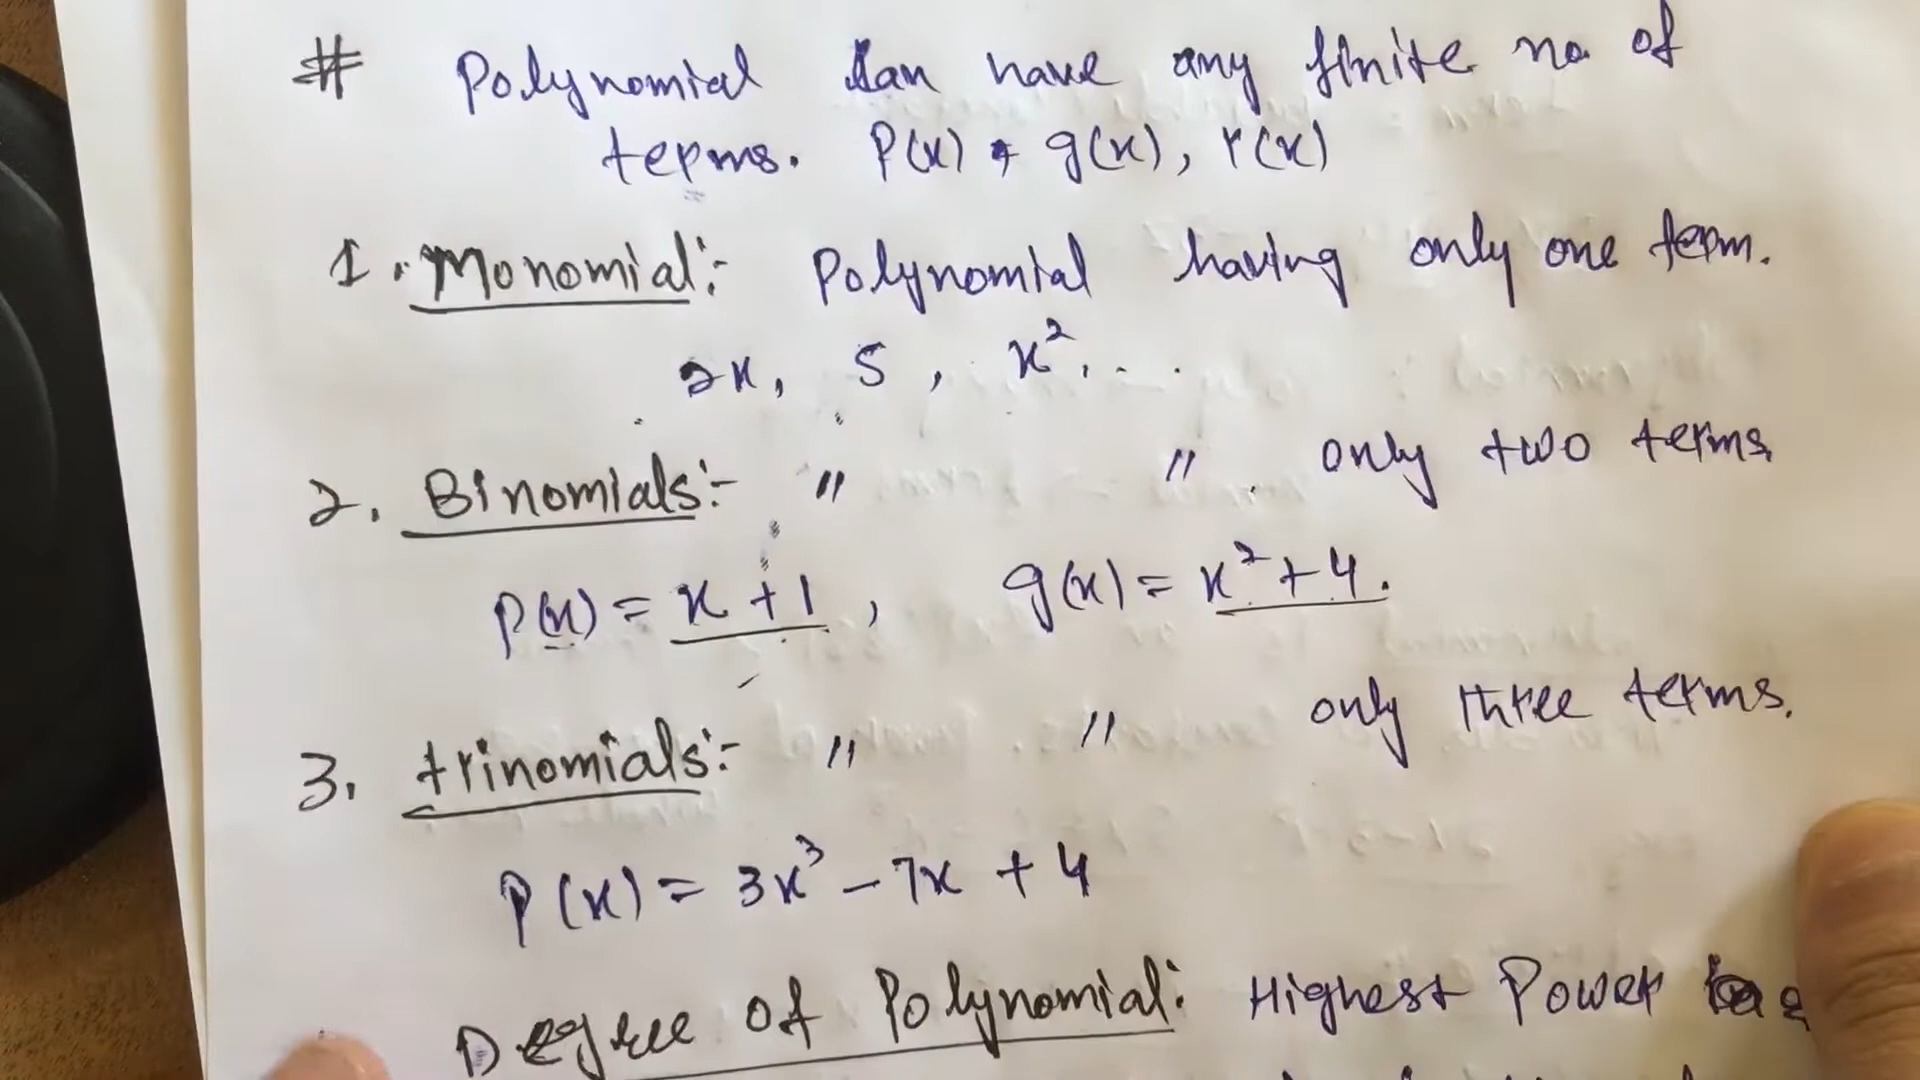 # Polynomial can have any finite no. of
terms. P(x), g(x), r(x)
1. Monomial:- Polynomial having only one term.
2x, 5, x², ...
2. Binomials:- " " only two terms
P(x) = x + 1, g(x) = x² + 4.
3. trinomials:- " " only three terms.
P(x) = 3x³ - 7x + 4
Degree of Polynomial: Highest Power